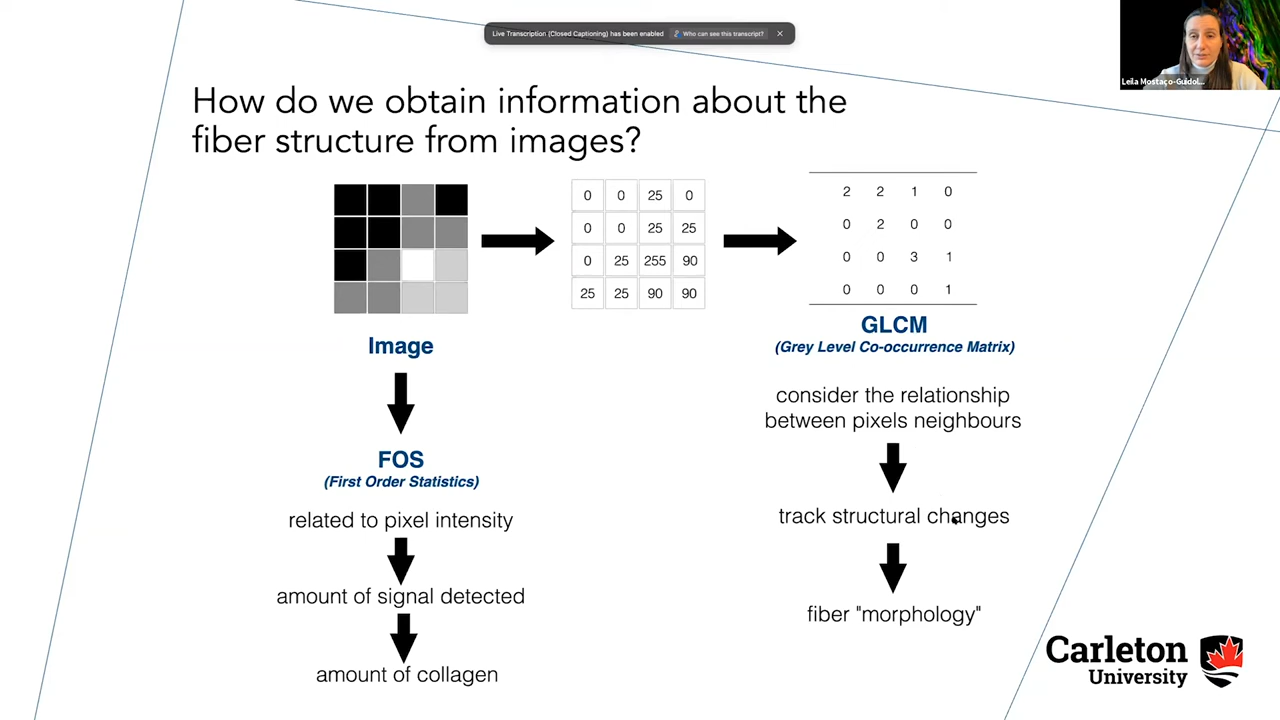 Live Transcription (Closed Captioning) has been enabled Who can see this transcript?
How do we obtain information about the
fiber structure from images?
0 0 25 0
0 0 25 25
0 25 255 90
25 25 90 90
2 2 1 0
0 2 0 0
0 0 3 1
0 0 0 1
Image
FOS
(First Order Statistics)
related to pixel intensity
amount of signal detected
amount of collagen
GLCM
(Grey Level Co-occurrence Matrix)
consider the relationship
between pixels neighbours
track structural changes
fiber "morphology"
Leila Mostaço-Guidol...
Carleton
University